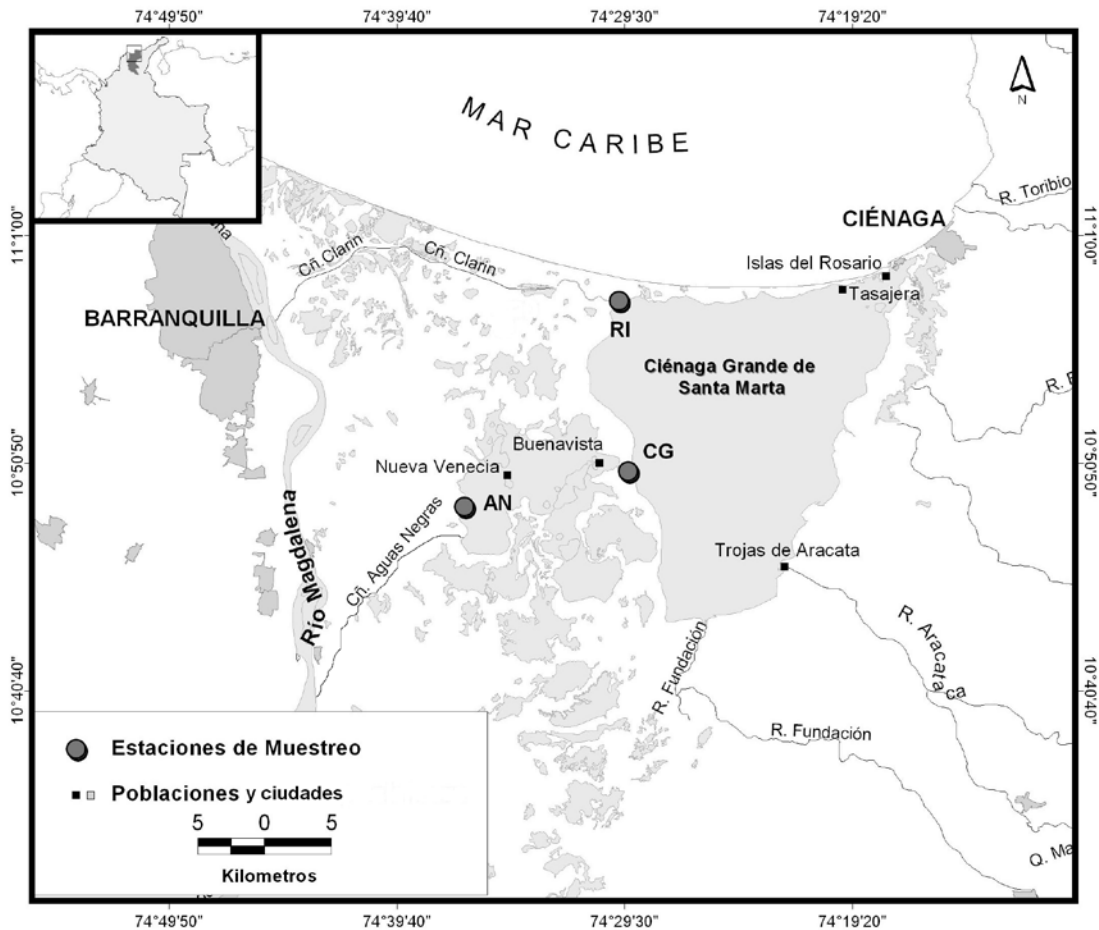 74°49'50" 74°39'40" 74°29'30" 74°19'20"
N
MAR CARIBE
R. Toribio
CIÉNAGA
11°1'00" 11°1'00"
Cñ. Clarin Cñ. Clarin
Islas del Rosario
Tasajera
BARRANQUILLA
RI
Ciénaga Grande de
Santa Marta
Buenavista
CG
Nueva Venecia
10°50'50" 10°50'50"
AN
Río Magdalena
Cñ. Aguas Negras
Trojas de Aracata
R. Fundación
R. Aracata ca
10°40'40" 10°40'40"
R. Fundación
Estaciones de Muestreo
Poblaciones y ciudades
5 0 5
Kilometros
74°49'50" 74°39'40" 74°29'30" 74°19'20"